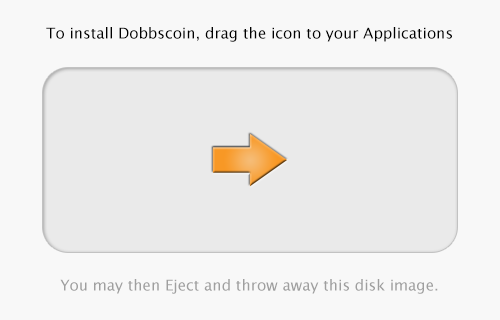 To install Dobbscoin, drag the icon to your Applications
You may then Eject and throw away this disk image.